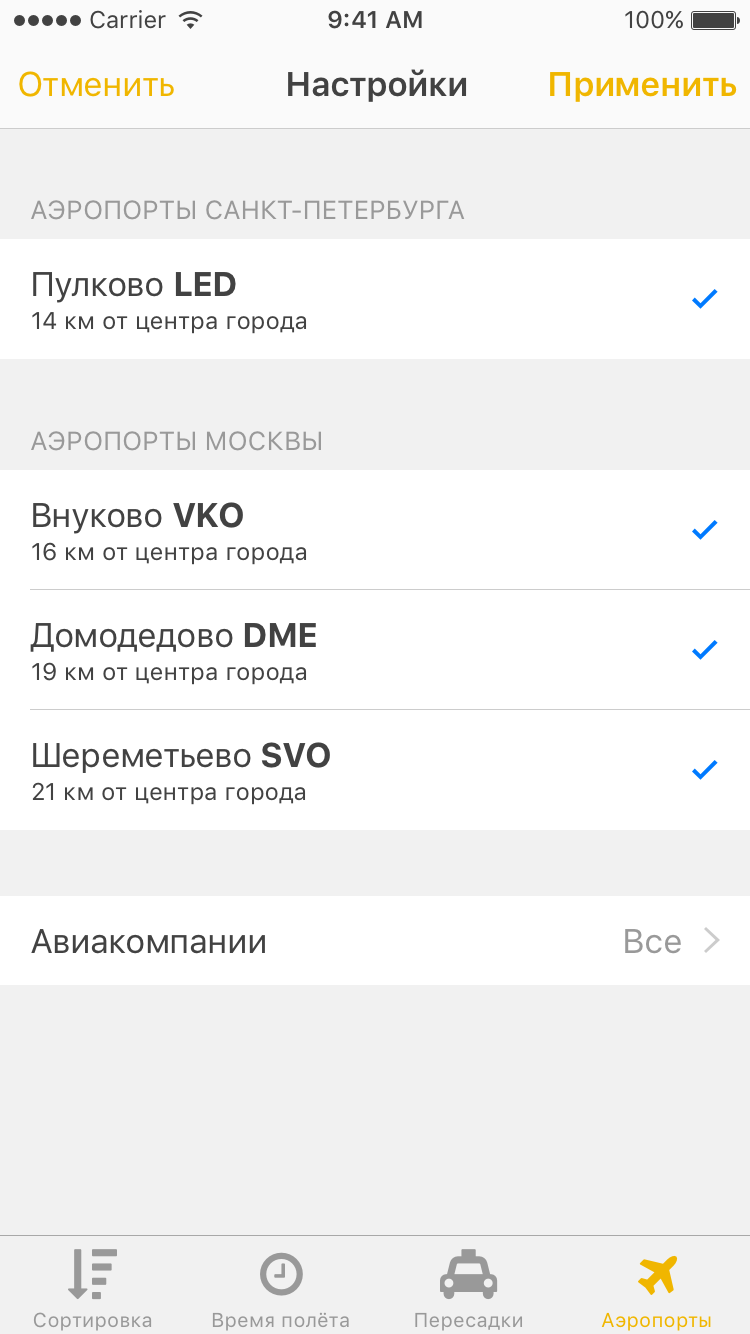 Carrier 9:41 AM 100%
Отменить Настройки Применить
АЭРОПОРТЫ САНКТ-ПЕТЕРБУРГА
Пулково LED
14 км от центра города
АЭРОПОРТЫ МОСКВЫ
Внуково VKO
16 км от центра города
Домодедово DME
19 км от центра города
Шереметьево SVO
21 км от центра города
Авиакомпании Все
Сортировка Время полёта Пересадки Аэропорты